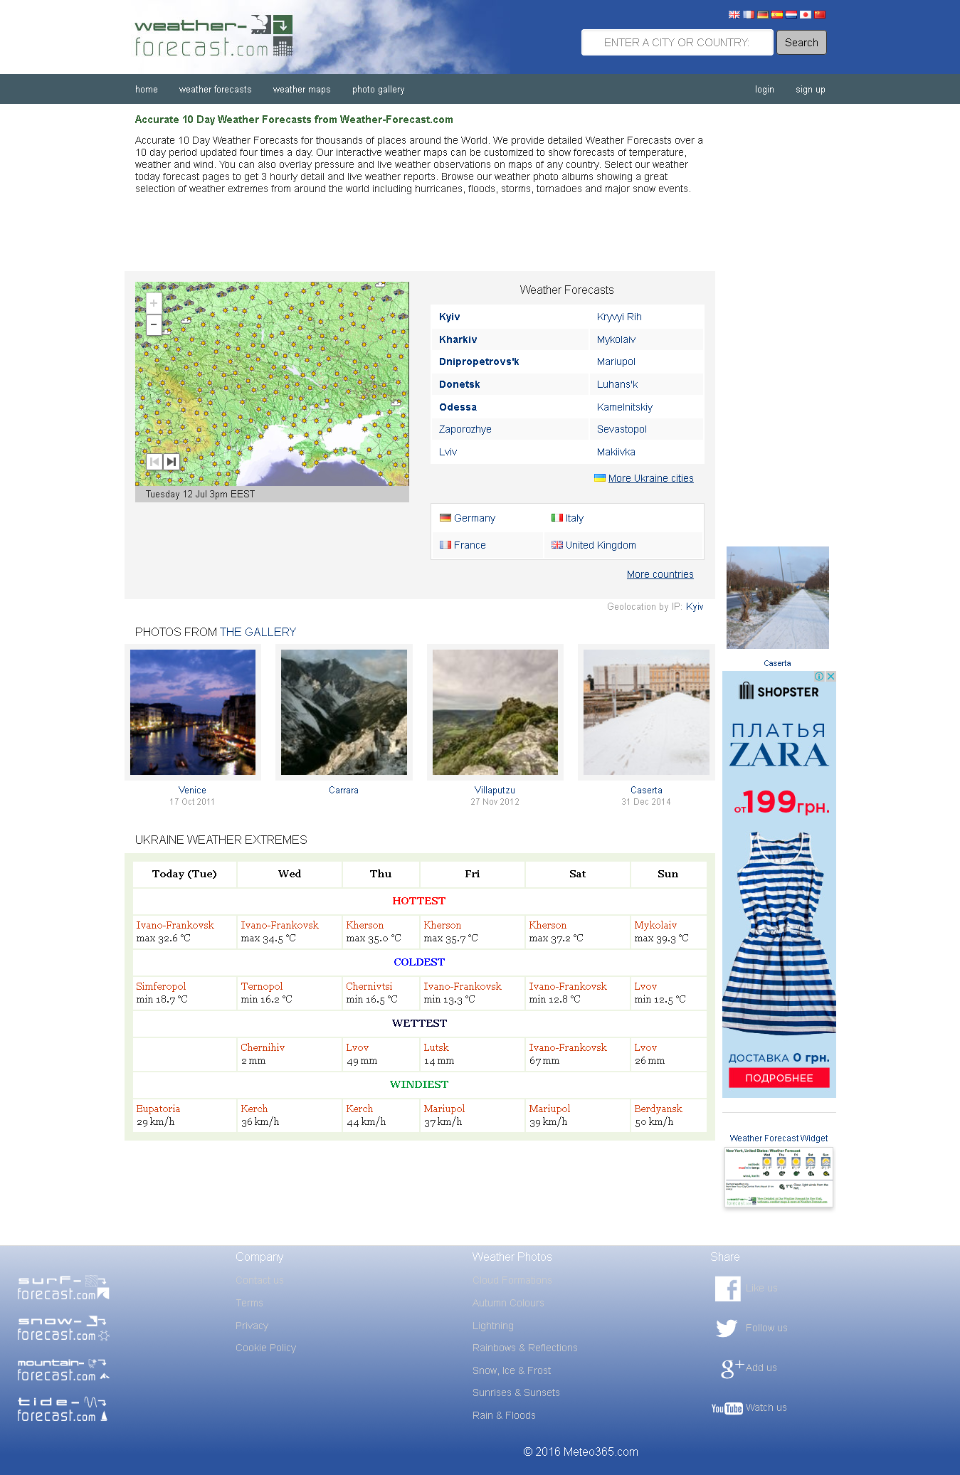 weather-
forecast.com
ENTER A CITY OR COUNTRY:
Search
home
weather forecasts
weather maps
photo gallery
login
sign up
Accurate 10 Day Weather Forecasts from Weather-Forecast.com
Accurate 10 Day Weather Forecasts for thousands of places around the World. We provide detailed Weather Forecasts over a
10 day period updated four times a day. Our interactive weather maps can be customized to show forecasts of temperature,
weather and wind. You can also overlay pressure and live weather observations on maps of any country. Select our weather
today forecast pages to get 3 hourly detail and live weather reports. Browse our weather photo albums showing a great
selection of weather extremes from around the world including hurricanes, floods, storms, tornadoes and major snow events.
Tuesday 12 Jul 3pm EEST
Weather Forecasts
Kyiv Kryvyi Rih
Kharkiv Mykolaiv
Dnipropetrovs'k Mariupol
Donetsk Luhans'k
Odessa Kamelnitskiy
Zaporozhye Sevastopol
Lviv Makiivka
More Ukraine cities
Germany Italy
France United Kingdom
More countries
Geolocation by IP: Kyiv
PHOTOS FROM THE GALLERY
Venice
17 Oct 2011
Carrara
Villaputzu
27 Nov 2012
Caserta
31 Dec 2014
Caserta
SHOPSTER
ПЛАТЬЯ
ZARA
от 199 грн.
ДОСТАВКА 0 грн.
ПОДРОБНЕЕ
UKRAINE WEATHER EXTREMES
Today (Tue) Wed Thu Fri Sat Sun
HOTTEST
Ivano-Frankovsk Ivano-Frankovsk Kherson Kherson Kherson Mykolaiv
max 32.6 °C max 34.5 °C max 35.0 °C max 35.7 °C max 37.2 °C max 39.3 °C
COLDEST
Simferopol Ternopol Chernivtsi Ivano-Frankovsk Ivano-Frankovsk Lvov
min 18.7 °C min 16.2 °C min 16.5 °C min 13.3 °C min 12.8 °C min 12.5 °C
WETTEST
Chernihiv Lvov Lutsk Ivano-Frankovsk Lvov
2 mm 49 mm 14 mm 67 mm 26 mm
WINDIEST
Eupatoria Kerch Kerch Mariupol Mariupol Berdyansk
29 km/h 36 km/h 44 km/h 37 km/h 39 km/h 50 km/h
Weather Forecast Widget
New York, United States: Weather Forecast
surf-
forecast.com
snow-
forecast.com
mountain-
forecast.com
tide-
forecast.com
Company
Contact us
Terms
Privacy
Cookie Policy
Weather Photos
Cloud Formations
Autumn Colours
Lightning
Rainbows & Reflections
Snow, Ice & Frost
Sunrises & Sunsets
Rain & Floods
Share
Like us
Follow us
Add us
You Tube Watch us
© 2016 Meteo365.com